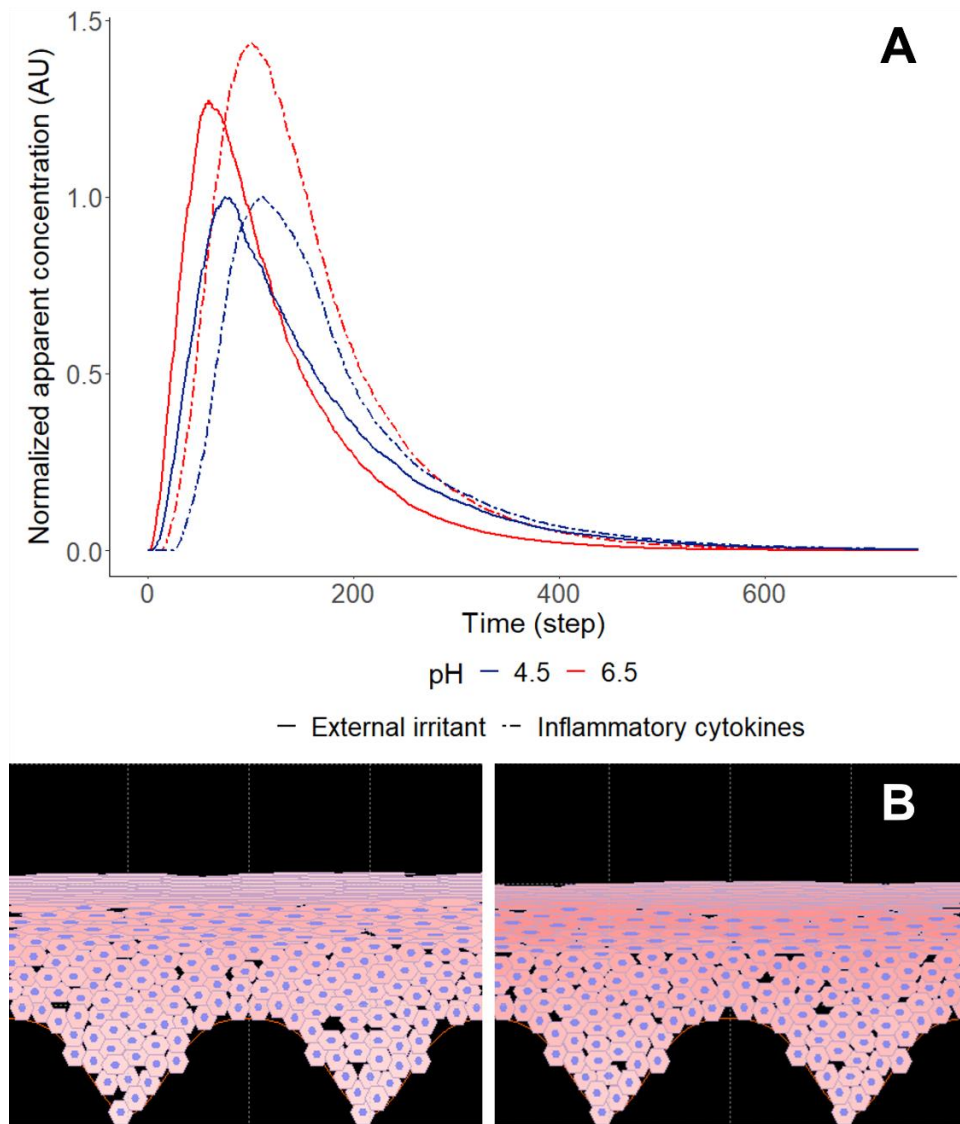 A
1.5
1.0
0.5
0.0
Normalized apparent concentration (AU)
0
200
400
600
Time (step)
pH 4.5 6.5
External irritant Inflammatory cytokines
B